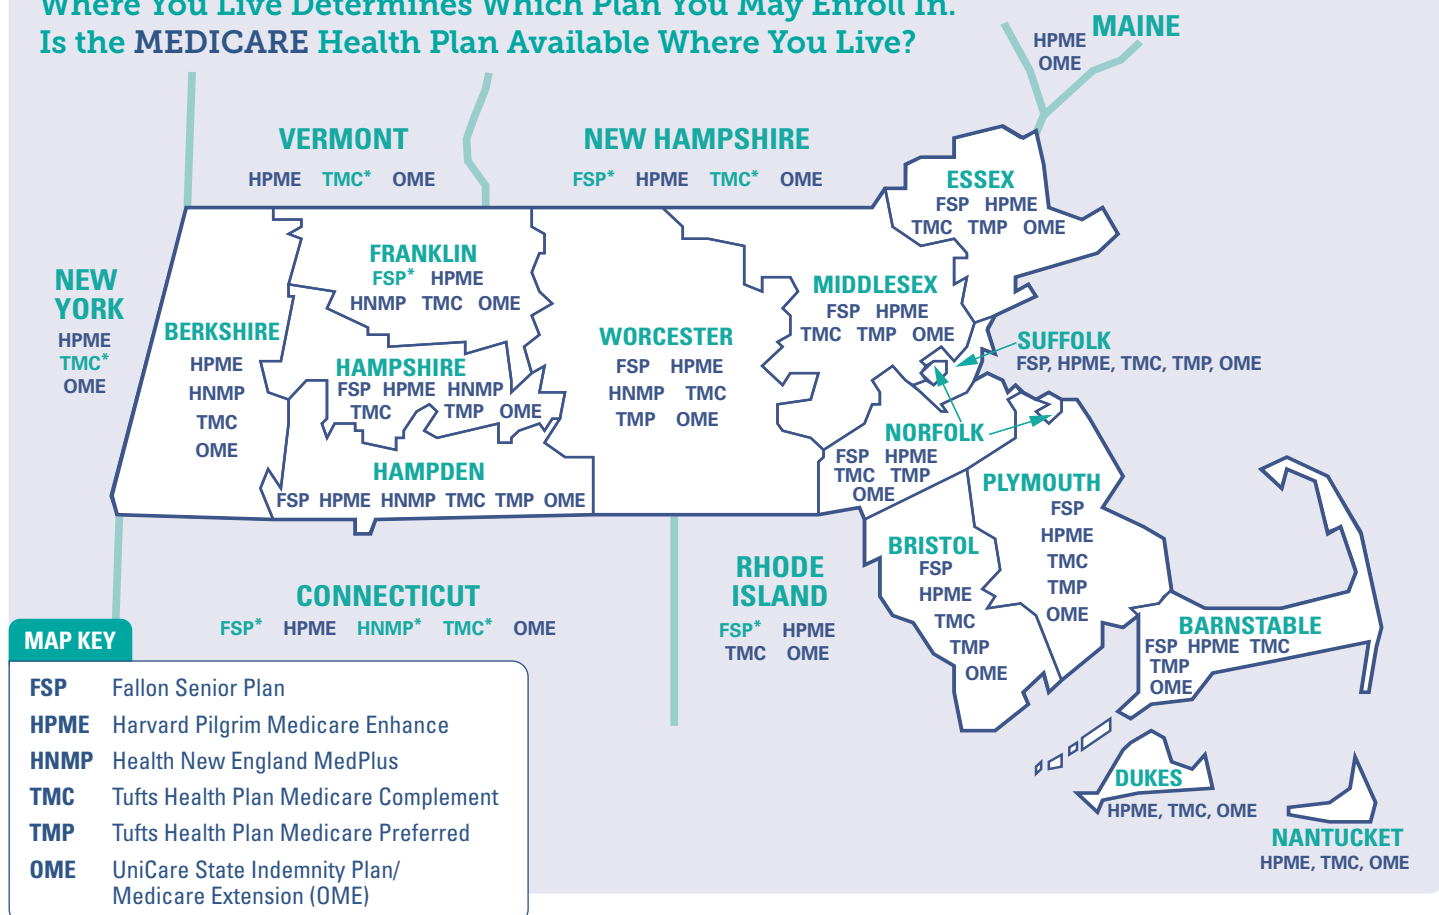 Where You Live Determines Which Plan You May Enroll In.
Is the MEDICARE Health Plan Available Where You Live?
MAINE
HPME
OME
VERMONT
HPME TMC* OME
NEW HAMPSHIRE
FSP* HPME TMC* OME
ESSEX
FSP HPME
TMC TMP OME
NEW
YORK
HPME
TMC*
OME
BERKSHIRE
HPME
HNMP
TMC
OME
FRANKLIN
FSP* HPME
HNMP TMC OME
HAMPSHIRE
FSP HPME HNMP
TMC TMP OME
HAMPDEN
FSP HPME HNMP TMC TMP OME
WORCESTER
FSP HPME
HNMP TMC
TMP OME
MIDDLESEX
FSP HPME
TMC TMP OME
SUFFOLK
FSP, HPME, TMC, TMP, OME
NORFOLK
FSP HPME
TMC TMP
OME
PLYMOUTH
FSP
HPME
TMC
TMP
OME
BRISTOL
FSP
HPME
TMC
TMP
OME
BARNSTABLE
FSP HPME TMC
TMP
OME
DUKES
HPME, TMC, OME
NANTUCKET
HPME, TMC, OME
CONNECTICUT
FSP* HPME HNMP* TMC* OME
RHODE
ISLAND
FSP* HPME
TMC OME
MAP KEY
FSP Fallon Senior Plan
HPME Harvard Pilgrim Medicare Enhance
HNMP Health New England MedPlus
TMC Tufts Health Plan Medicare Complement
TMP Tufts Health Plan Medicare Preferred
OME UniCare State Indemnity Plan/
Medicare Extension (OME)